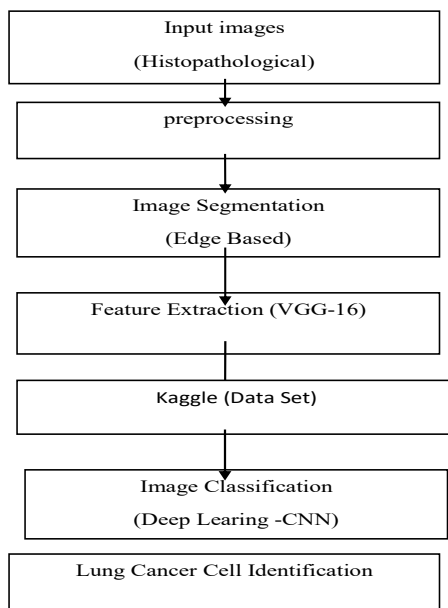 Input images
(Histopathological)
preprocessing
Image Segmentation
(Edge Based)
Feature Extraction (VGG-16)
Kaggle (Data Set)
Image Classification
(Deep Learing -CNN)
Lung Cancer Cell Identification